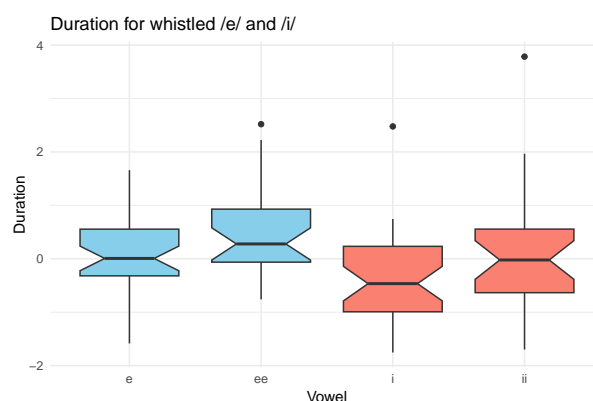 Duration for whistled /e/ and /i/
4
2
0
−2
Duration
e ee i ii
Vowel